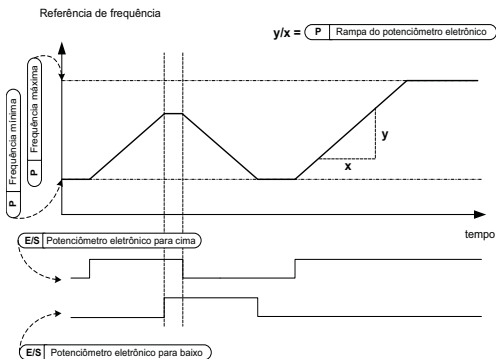 Referência de frequência
y/x = P Rampa do potenciômetro eletrônico
P Frequência mínima
P Frequência máxima
y
x
tempo
E/S Potenciômetro eletrônico para cima
E/S Potenciômetro eletrônico para baixo